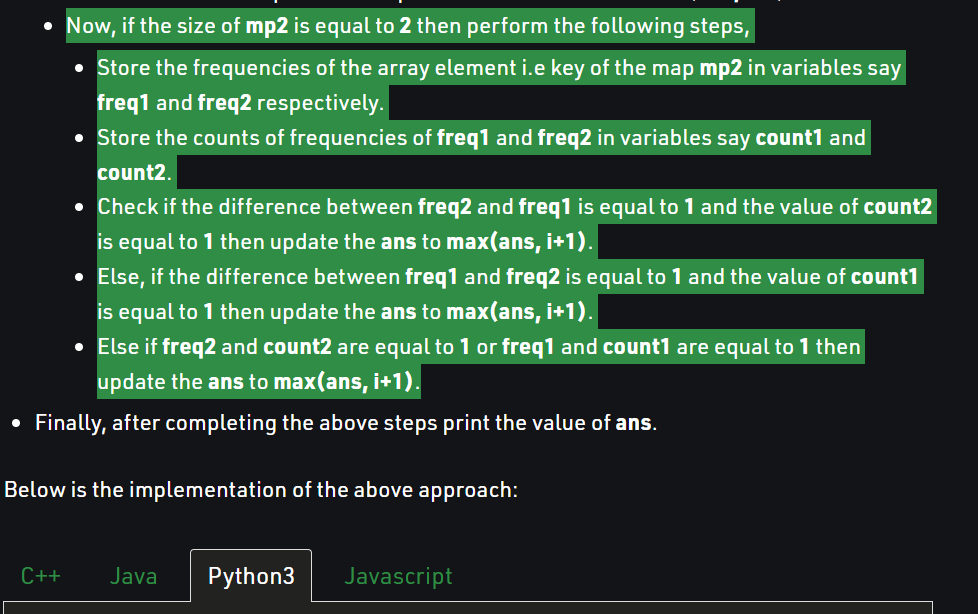 Now, if the size of mp2 is equal to 2 then perform the following steps,
Store the frequencies of the array element i.e key of the map mp2 in variables say
freq1 and freq2 respectively.
Store the counts of frequencies of freq1 and freq2 in variables say count1 and
count2.
Check if the difference between freq2 and freq1 is equal to 1 and the value of count2
is equal to 1 then update the ans to max(ans, i+1).
Else, if the difference between freq1 and freq2 is equal to 1 and the value of count1
is equal to 1 then update the ans to max(ans, i+1).
Else if freq2 and count2 are equal to 1 or freq1 and count1 are equal to 1 then
update the ans to max(ans, i+1).
Finally, after completing the above steps print the value of ans.
Below is the implementation of the above approach:
C++ Java Python3 Javascript